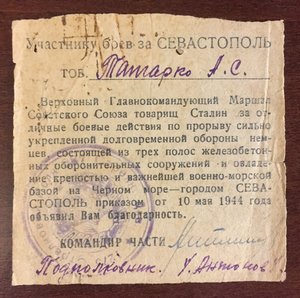 Участнику боев за СЕВАСТОПОЛЬ
тов. Татарко А.С.
Верховный Главнокомандующий Маршал
Советского Союза товарищ Сталин за от-
личные боевые действия по прорыву сильно
укрепленной долговременной обороны нем-
цев, состоящей из трех полос железобетон-
ных оборонительных сооружений и овладе-
ние крепостью и важнейшей военно-морской
базой на Черном море—городом СЕВА-
СТОПОЛЬ приказом от 10 мая 1944 года
объявил Вам благодарность.
КОМАНДИР ЧАСТИ
Подполковник. Антонов